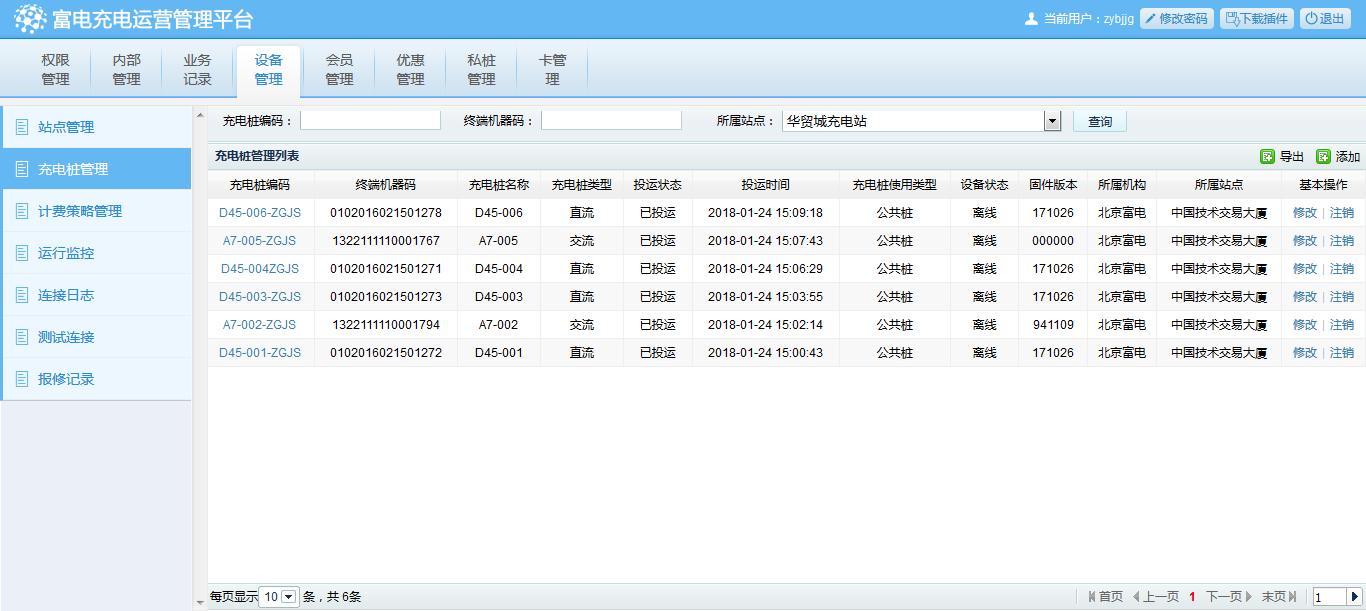 富电充电运营管理平台
当前用户：zybjjg 修改密码 下载插件 退出
权限管理 内部管理 业务记录 设备管理 会员管理 优惠管理 私桩管理 卡管理
站点管理
充电桩管理
计费策略管理
运行监控
连接日志
测试连接
报修记录
充电桩编码： 终端机器码： 所属站点： 华贸城充电站 查询
充电桩管理列表 导出 添加
充电桩编码 终端机器码 充电桩名称 充电桩类型 投运状态 投运时间 充电桩使用类型 设备状态 固件版本 所属机构 所属站点 基本操作
D45-006-ZGJS 0102016021501278 D45-006 直流 已投运 2018-01-24 15:09:18 公共桩 离线 171026 北京富电 中国技术交易大厦 修改 | 注销
A7-005-ZGJS 1322111110001767 A7-005 交流 已投运 2018-01-24 15:07:43 公共桩 离线 000000 北京富电 中国技术交易大厦 修改 | 注销
D45-004ZGJS 0102016021501271 D45-004 直流 已投运 2018-01-24 15:06:29 公共桩 离线 171026 北京富电 中国技术交易大厦 修改 | 注销
D45-003-ZGJS 0102016021501273 D45-003 直流 已投运 2018-01-24 15:03:55 公共桩 离线 171026 北京富电 中国技术交易大厦 修改 | 注销
A7-002-ZGJS 1322111110001794 A7-002 交流 已投运 2018-01-24 15:02:14 公共桩 离线 941109 北京富电 中国技术交易大厦 修改 | 注销
D45-001-ZGJS 0102016021501272 D45-001 直流 已投运 2018-01-24 15:00:43 公共桩 离线 171026 北京富电 中国技术交易大厦 修改 | 注销
每页显示 10 条，共 6条 首页 上一页 1 下一页 末页 1